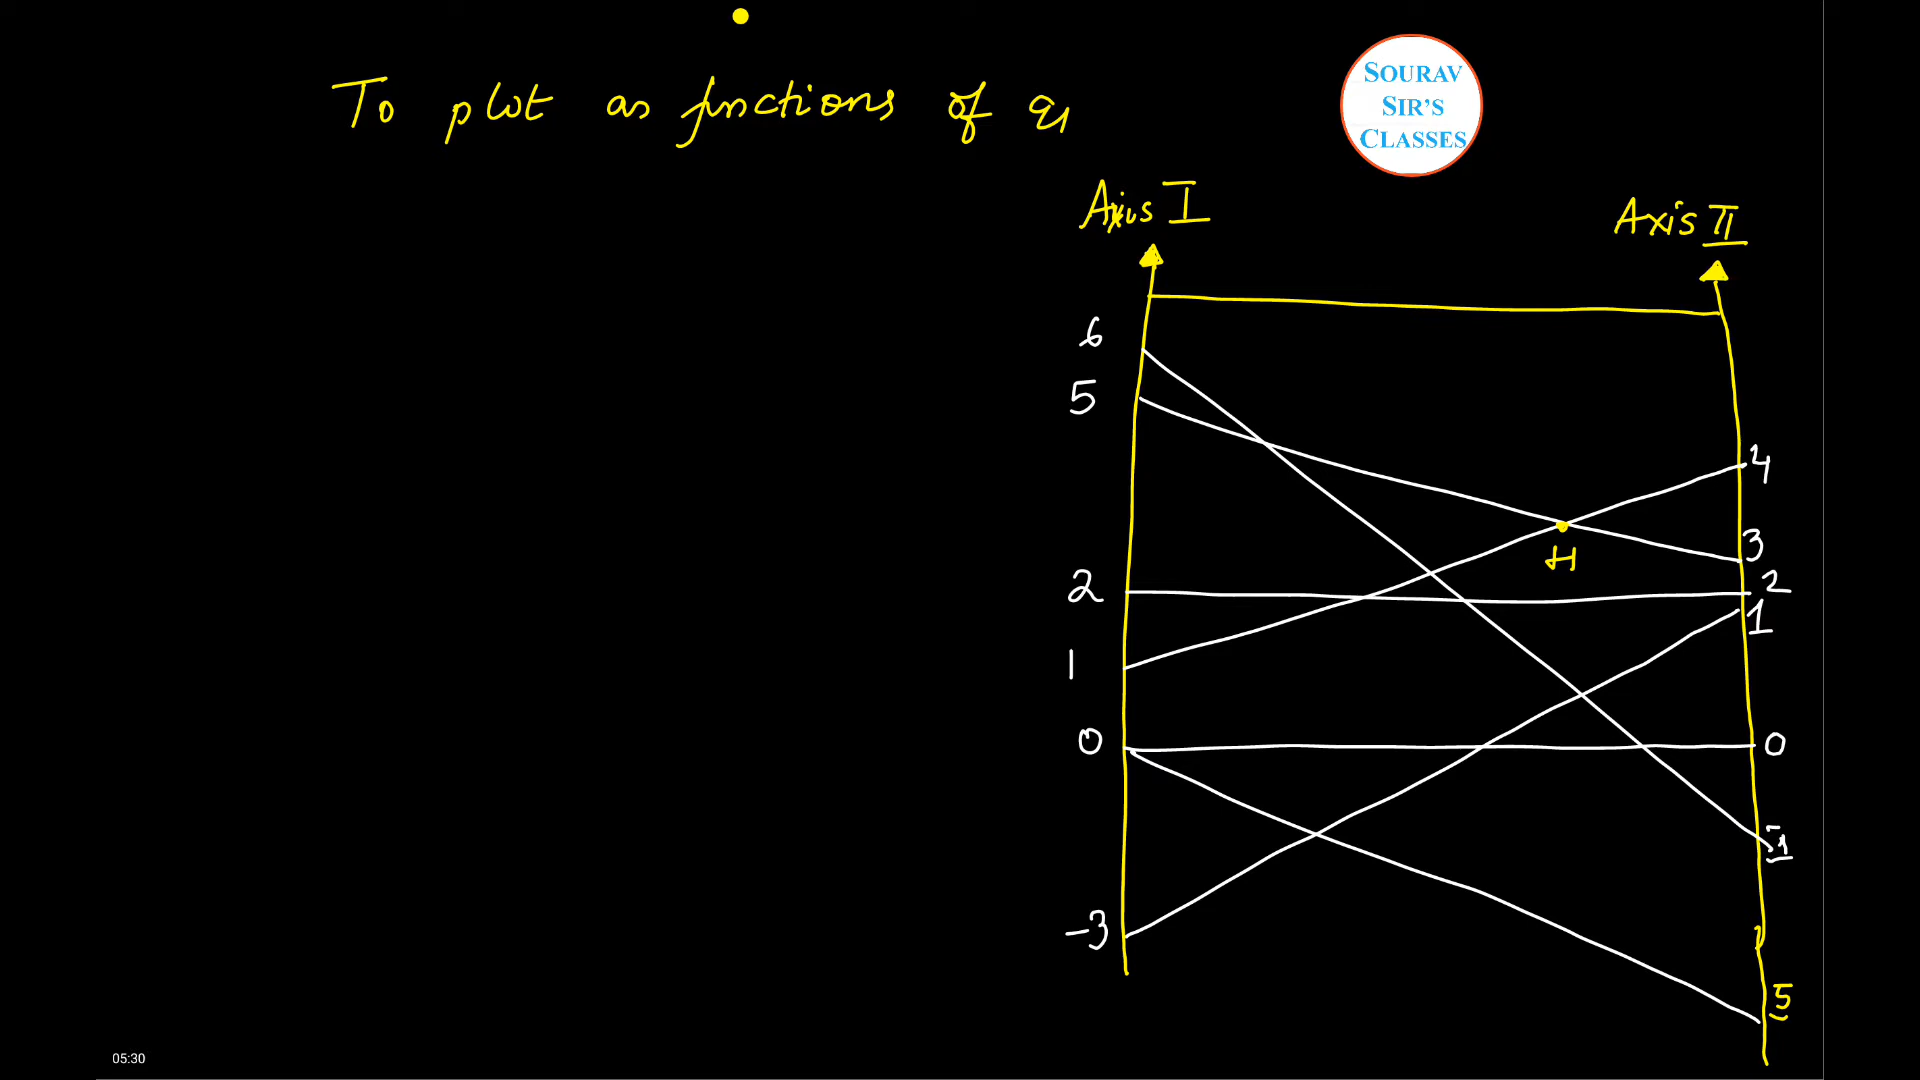 To plot as functions of q1
SOURAV
SIR'S
CLASSES
Axis I
Axis II
6
5
4
3
H
2
2
1
1
0
0
-1
-3
5
05:30